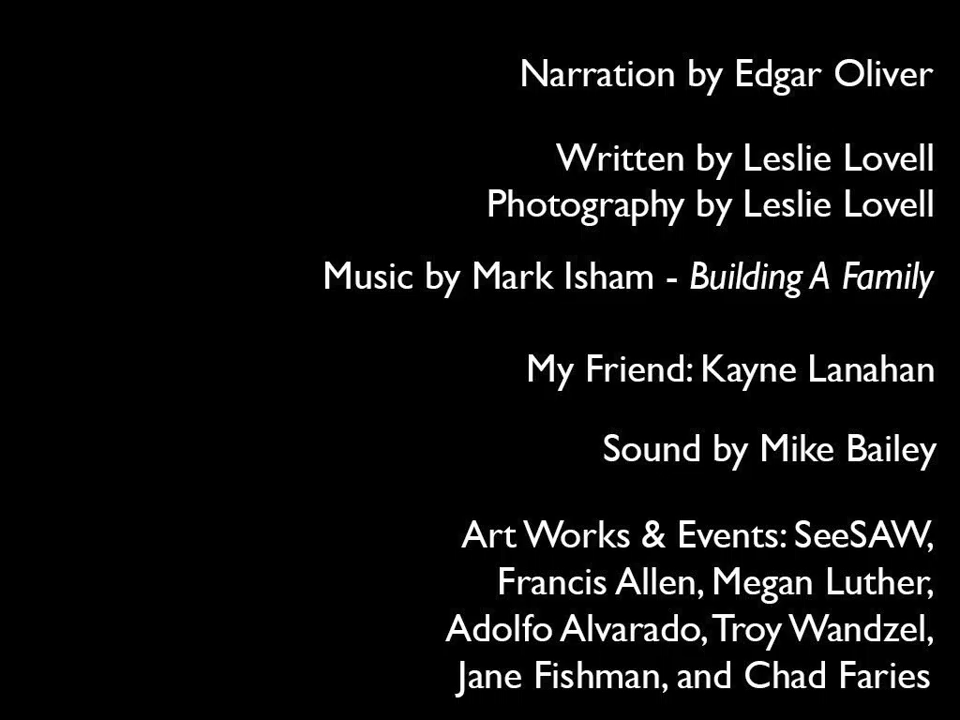 Narration by Edgar Oliver
Written by Leslie Lovell
Photography by Leslie Lovell
Music by Mark Isham - Building A Family
My Friend: Kayne Lanahan
Sound by Mike Bailey
Art Works & Events: SeeSAW,
Francis Allen, Megan Luther,
Adolfo Alvarado, Troy Wandzel,
Jane Fishman, and Chad Faries